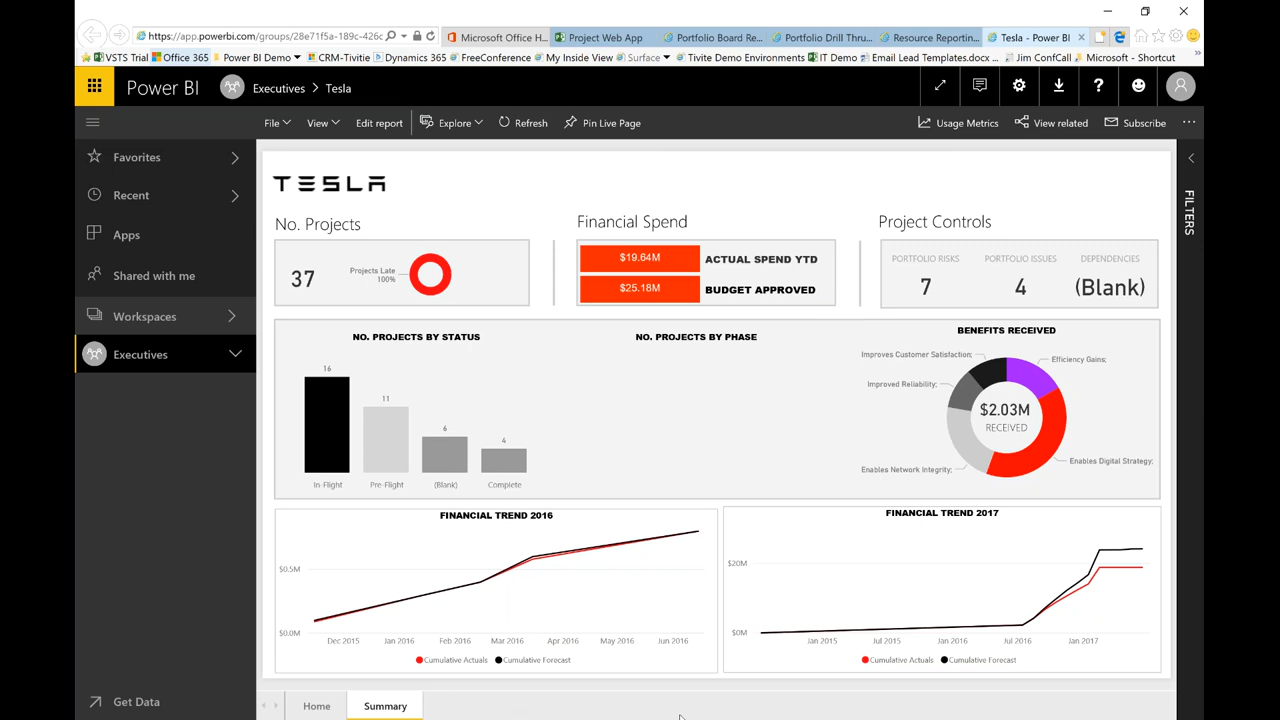 https://app.powerbi.com/groups/28e71f5a-189c-426c
Microsoft Office H...
Project Web App
Portfolio Board Re...
Portfolio Drill Thru...
Resource Reportin...
Tesla - Power BI
VSTS Trial
Office 365
Power BI Demo
CRM-Tivitie
Dynamics 365
FreeConference
My Inside View
Surface
Tivite Demo Environments
IT Demo
Email Lead Templates.docx ...
Jim ConfCall
Microsoft - Shortcut
Power BI
Executives > Tesla
File
View
Edit report
Explore
Refresh
Pin Live Page
Usage Metrics
View related
Subscribe
Favorites
Recent
Apps
Shared with me
Workspaces
Executives
Get Data
FILTERS
TESLA
No. Projects
Financial Spend
Project Controls
37
Projects Late
100%
$19.64M
ACTUAL SPEND YTD
$25.18M
BUDGET APPROVED
PORTFOLIO RISKS
7
PORTFOLIO ISSUES
4
DEPENDENCIES
(Blank)
NO. PROJECTS BY STATUS
16
11
6
4
In-Flight
Pre-Flight
(Blank)
Complete
NO. PROJECTS BY PHASE
BENEFITS RECEIVED
Improves Customer Satisfaction;
Efficiency Gains;
Improved Reliability;
$2.03M
RECEIVED
Enables Network Integrity;
Enables Digital Strategy;
FINANCIAL TREND 2016
$0.5M
$0.0M
Dec 2015
Jan 2016
Feb 2016
Mar 2016
Apr 2016
May 2016
Jun 2016
Cumulative Actuals
Cumulative Forecast
FINANCIAL TREND 2017
$20M
$0M
Jan 2015
Jul 2015
Jan 2016
Jul 2016
Jan 2017
Cumulative Actuals
Cumulative Forecast
Home
Summary